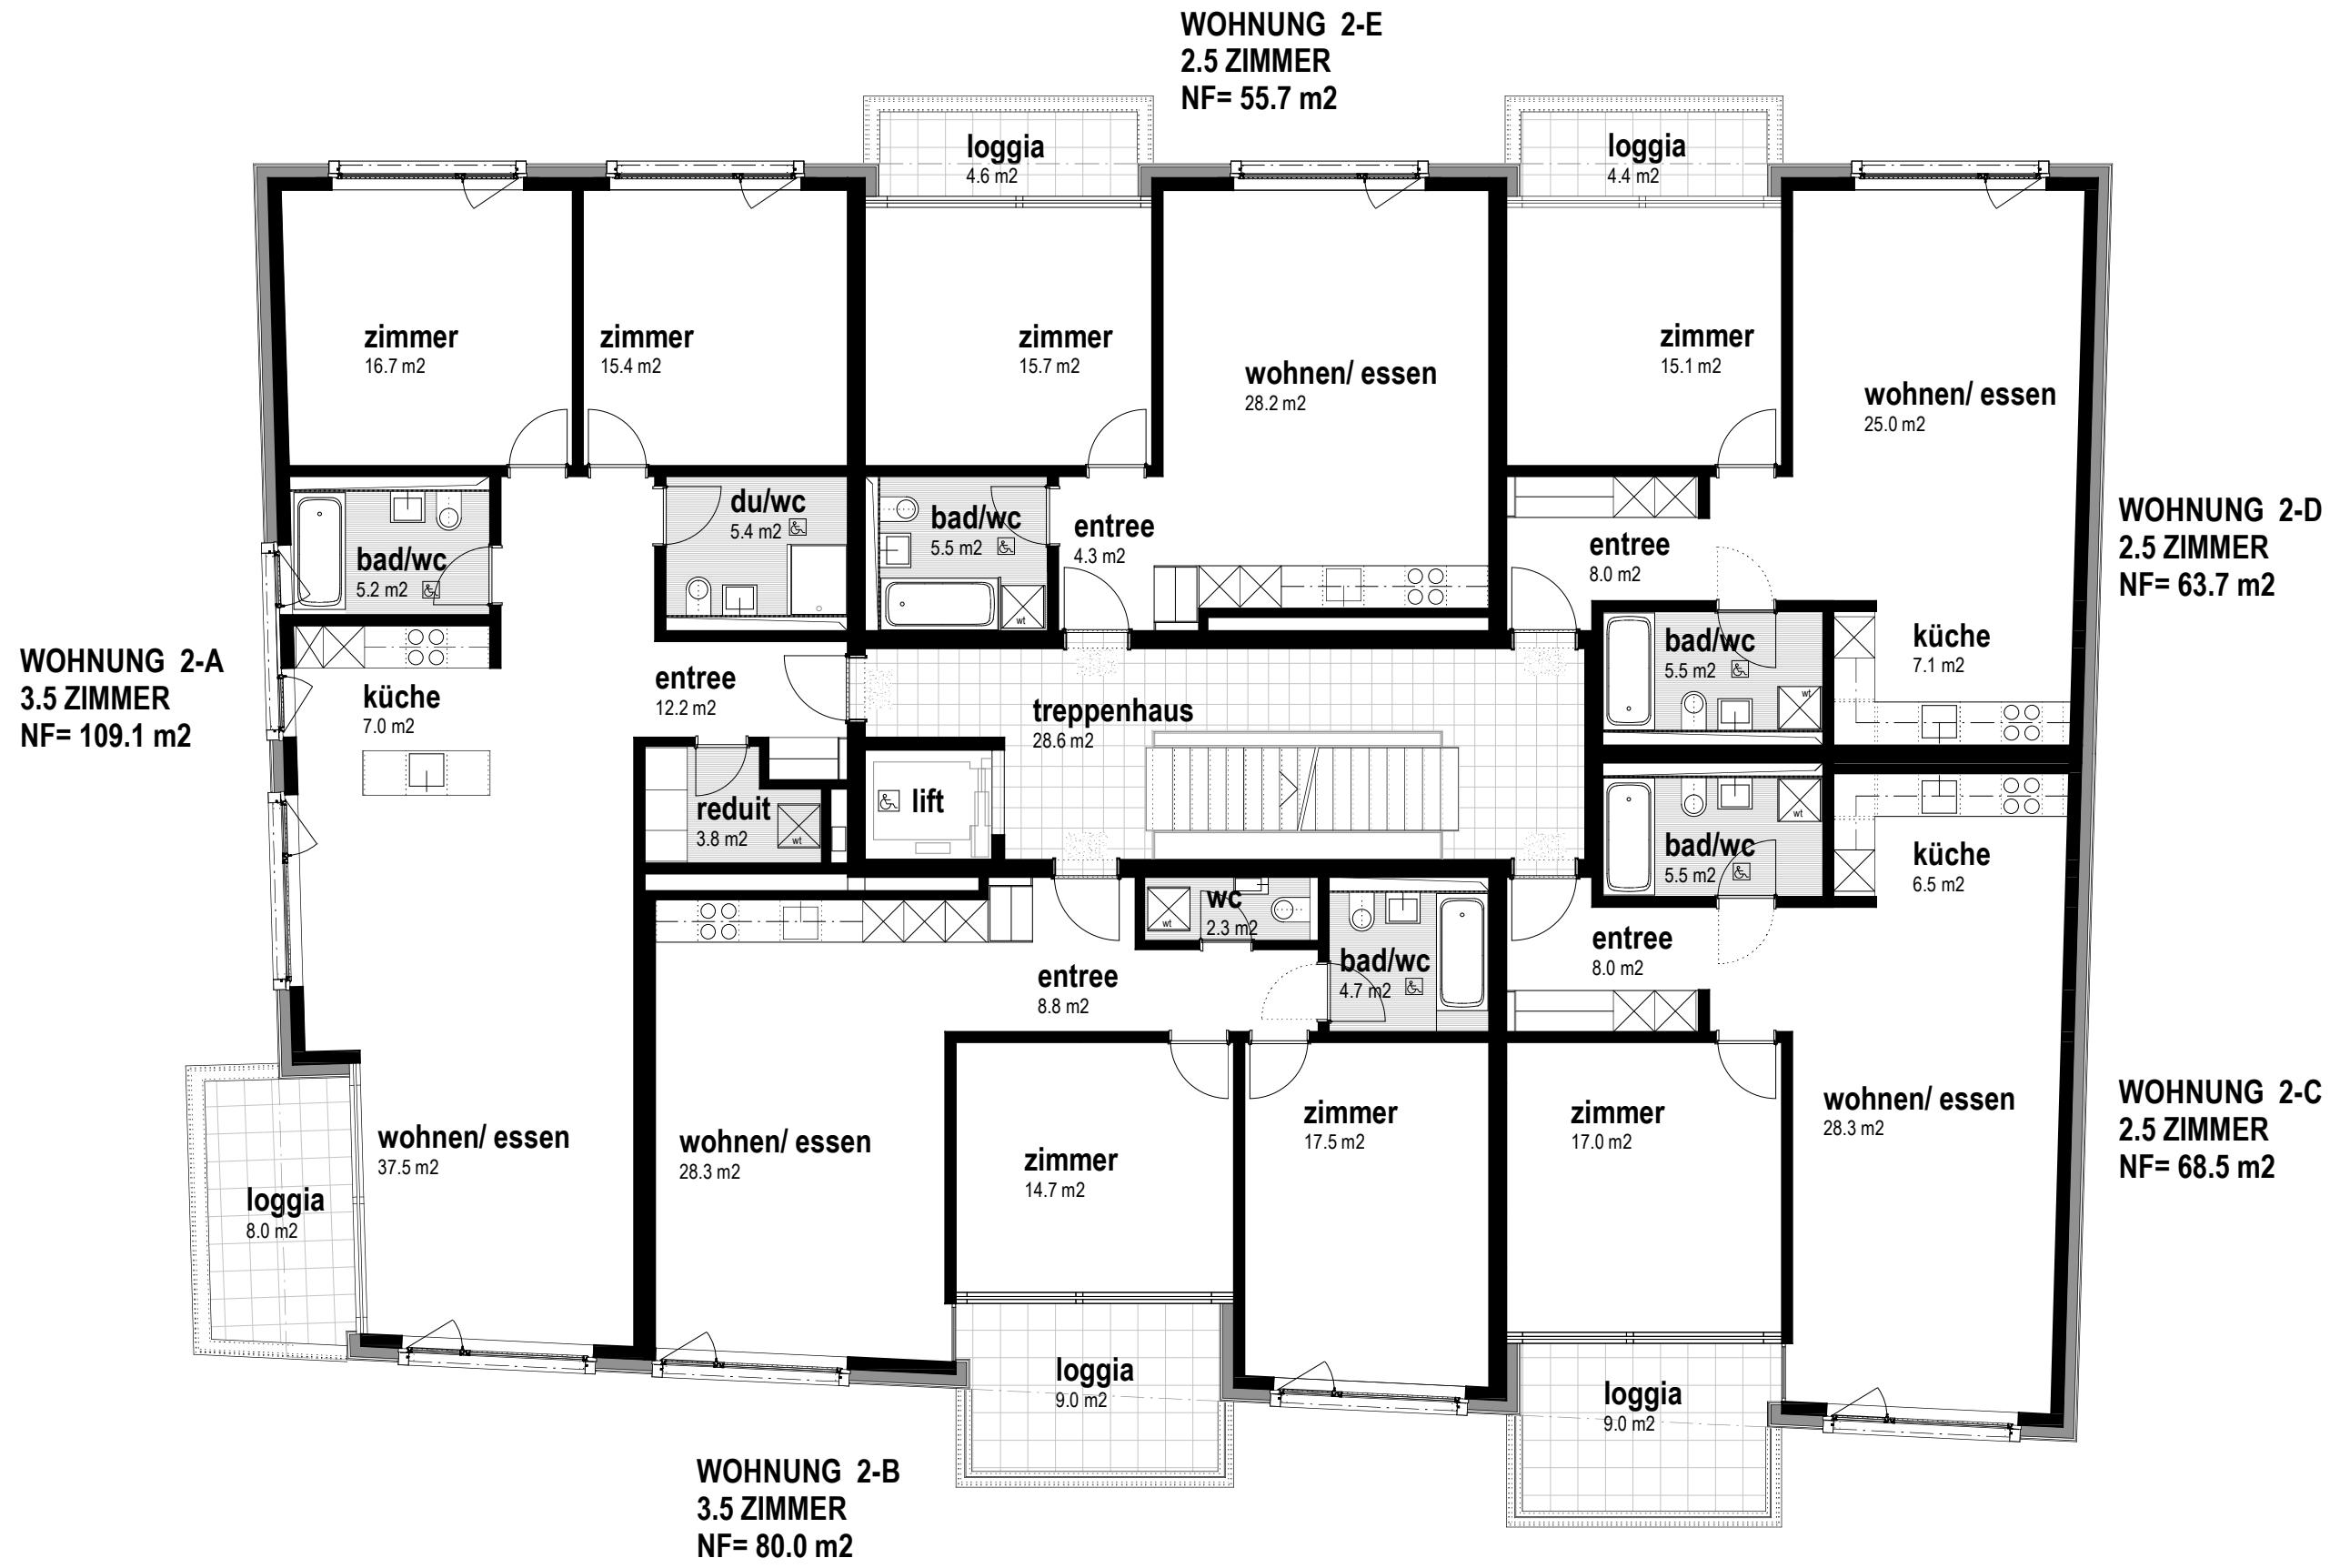 WOHNUNG 2-E
2.5 ZIMMER
NF= 55.7 m2
loggia
4.6 m2
loggia
4.4 m2
zimmer
16.7 m2
zimmer
15.4 m2
zimmer
15.7 m2
wohnen/ essen
28.2 m2
zimmer
15.1 m2
wohnen/ essen
25.0 m2
bad/wc
5.2 m2
du/wc
5.4 m2
bad/wc
5.5 m2
wt
entree
4.3 m2
entree
8.0 m2
WOHNUNG 2-D
2.5 ZIMMER
NF= 63.7 m2
WOHNUNG 2-A
3.5 ZIMMER
NF= 109.1 m2
küche
7.0 m2
entree
12.2 m2
treppenhaus
28.6 m2
bad/wc
5.5 m2
wt
küche
7.1 m2
reduit
3.8 m2
wt
lift
bad/wc
5.5 m2
wt
küche
6.5 m2
wc
2.3 m2
wt
bad/wc
4.7 m2
entree
8.8 m2
entree
8.0 m2
wohnen/ essen
37.5 m2
wohnen/ essen
28.3 m2
zimmer
14.7 m2
zimmer
17.5 m2
zimmer
17.0 m2
wohnen/ essen
28.3 m2
WOHNUNG 2-C
2.5 ZIMMER
NF= 68.5 m2
loggia
8.0 m2
loggia
9.0 m2
loggia
9.0 m2
WOHNUNG 2-B
3.5 ZIMMER
NF= 80.0 m2